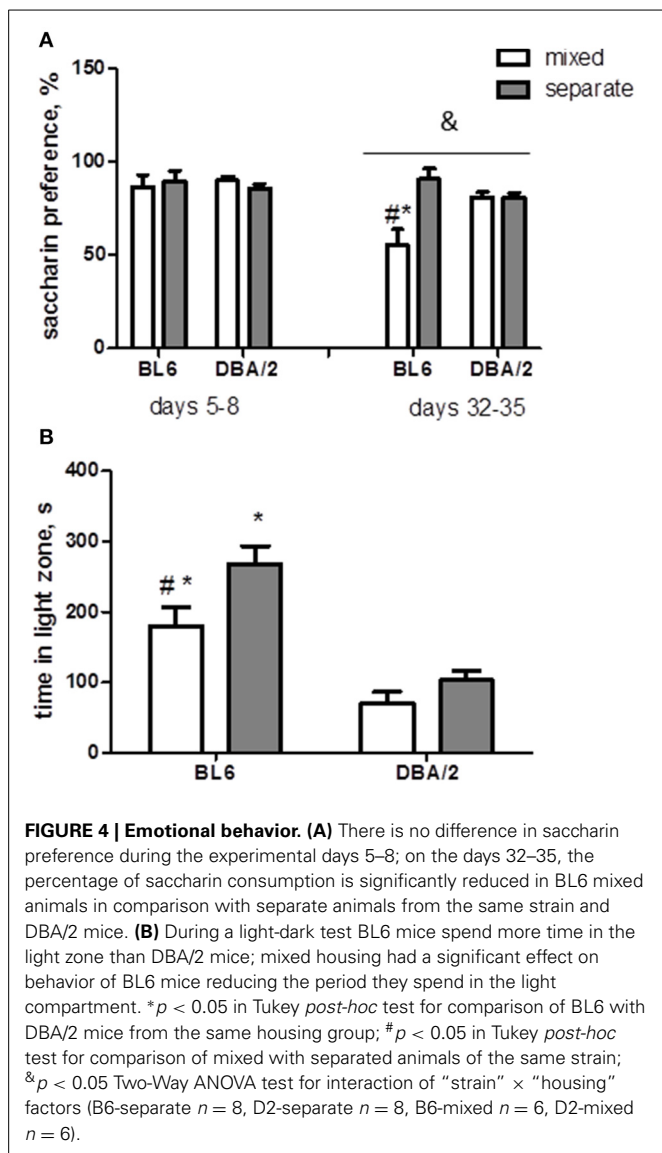 A
mixed
separate
saccharin preference, %
150
100
50
0
&
#*
BL6 DBA/2 BL6 DBA/2
days 5-8 days 32-35
B
time in light zone, s
400
300
200
100
0
# *
*
BL6 DBA/2
FIGURE 4 | Emotional behavior. (A) There is no difference in saccharin
preference during the experimental days 5–8; on the days 32–35, the
percentage of saccharin consumption is significantly reduced in BL6 mixed
animals in comparison with separate animals from the same strain and
DBA/2 mice. (B) During a light-dark test BL6 mice spend more time in the
light zone than DBA/2 mice; mixed housing had a significant effect on
behavior of BL6 mice reducing the period they spend in the light
compartment. *p < 0.05 in Tukey post-hoc test for comparison of BL6 with
DBA/2 mice from the same housing group; #p < 0.05 in Tukey post-hoc
test for comparison of mixed with separated animals of the same strain;
&p < 0.05 Two-Way ANOVA test for interaction of “strain” × “housing”
factors (B6-separate n = 8, D2-separate n = 8, B6-mixed n = 6, D2-mixed
n = 6).